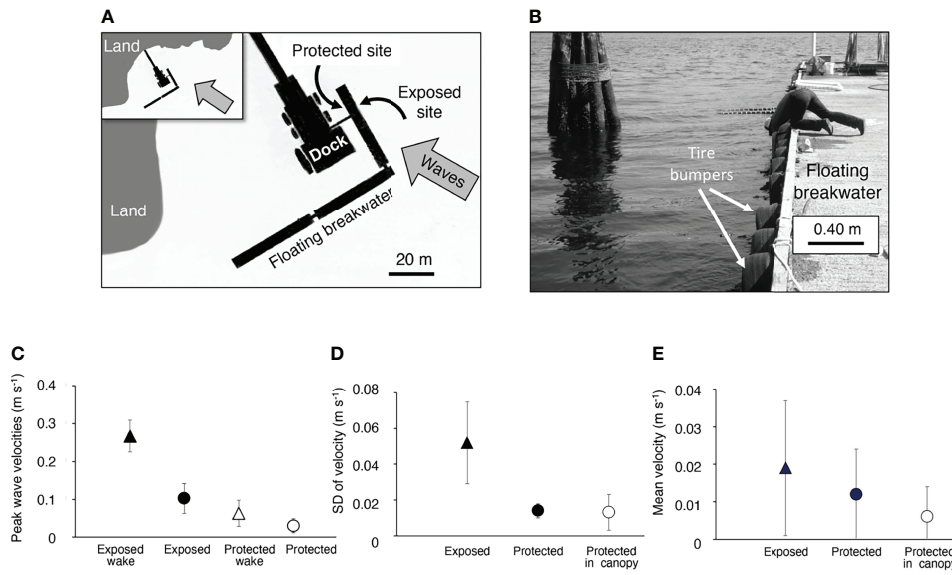 A
Land
Protected site
Exposed
site
Dock
Waves
Land
Floating breakwater
20 m
B
Tire
bumpers
Floating
breakwater
0.40 m
C
Peak wave velocities (m s⁻¹)
0.4
0.3
0.2
0.1
0
Exposed
wake
Exposed
Protected
wake
Protected
D
SD of velocity (m s⁻¹)
0.08
0.06
0.04
0.02
0
Exposed
Protected
Protected
in canopy
E
Mean velocity (m s⁻¹)
0.04
0.03
0.02
0.01
0
Exposed
Protected
Protected
in canopy